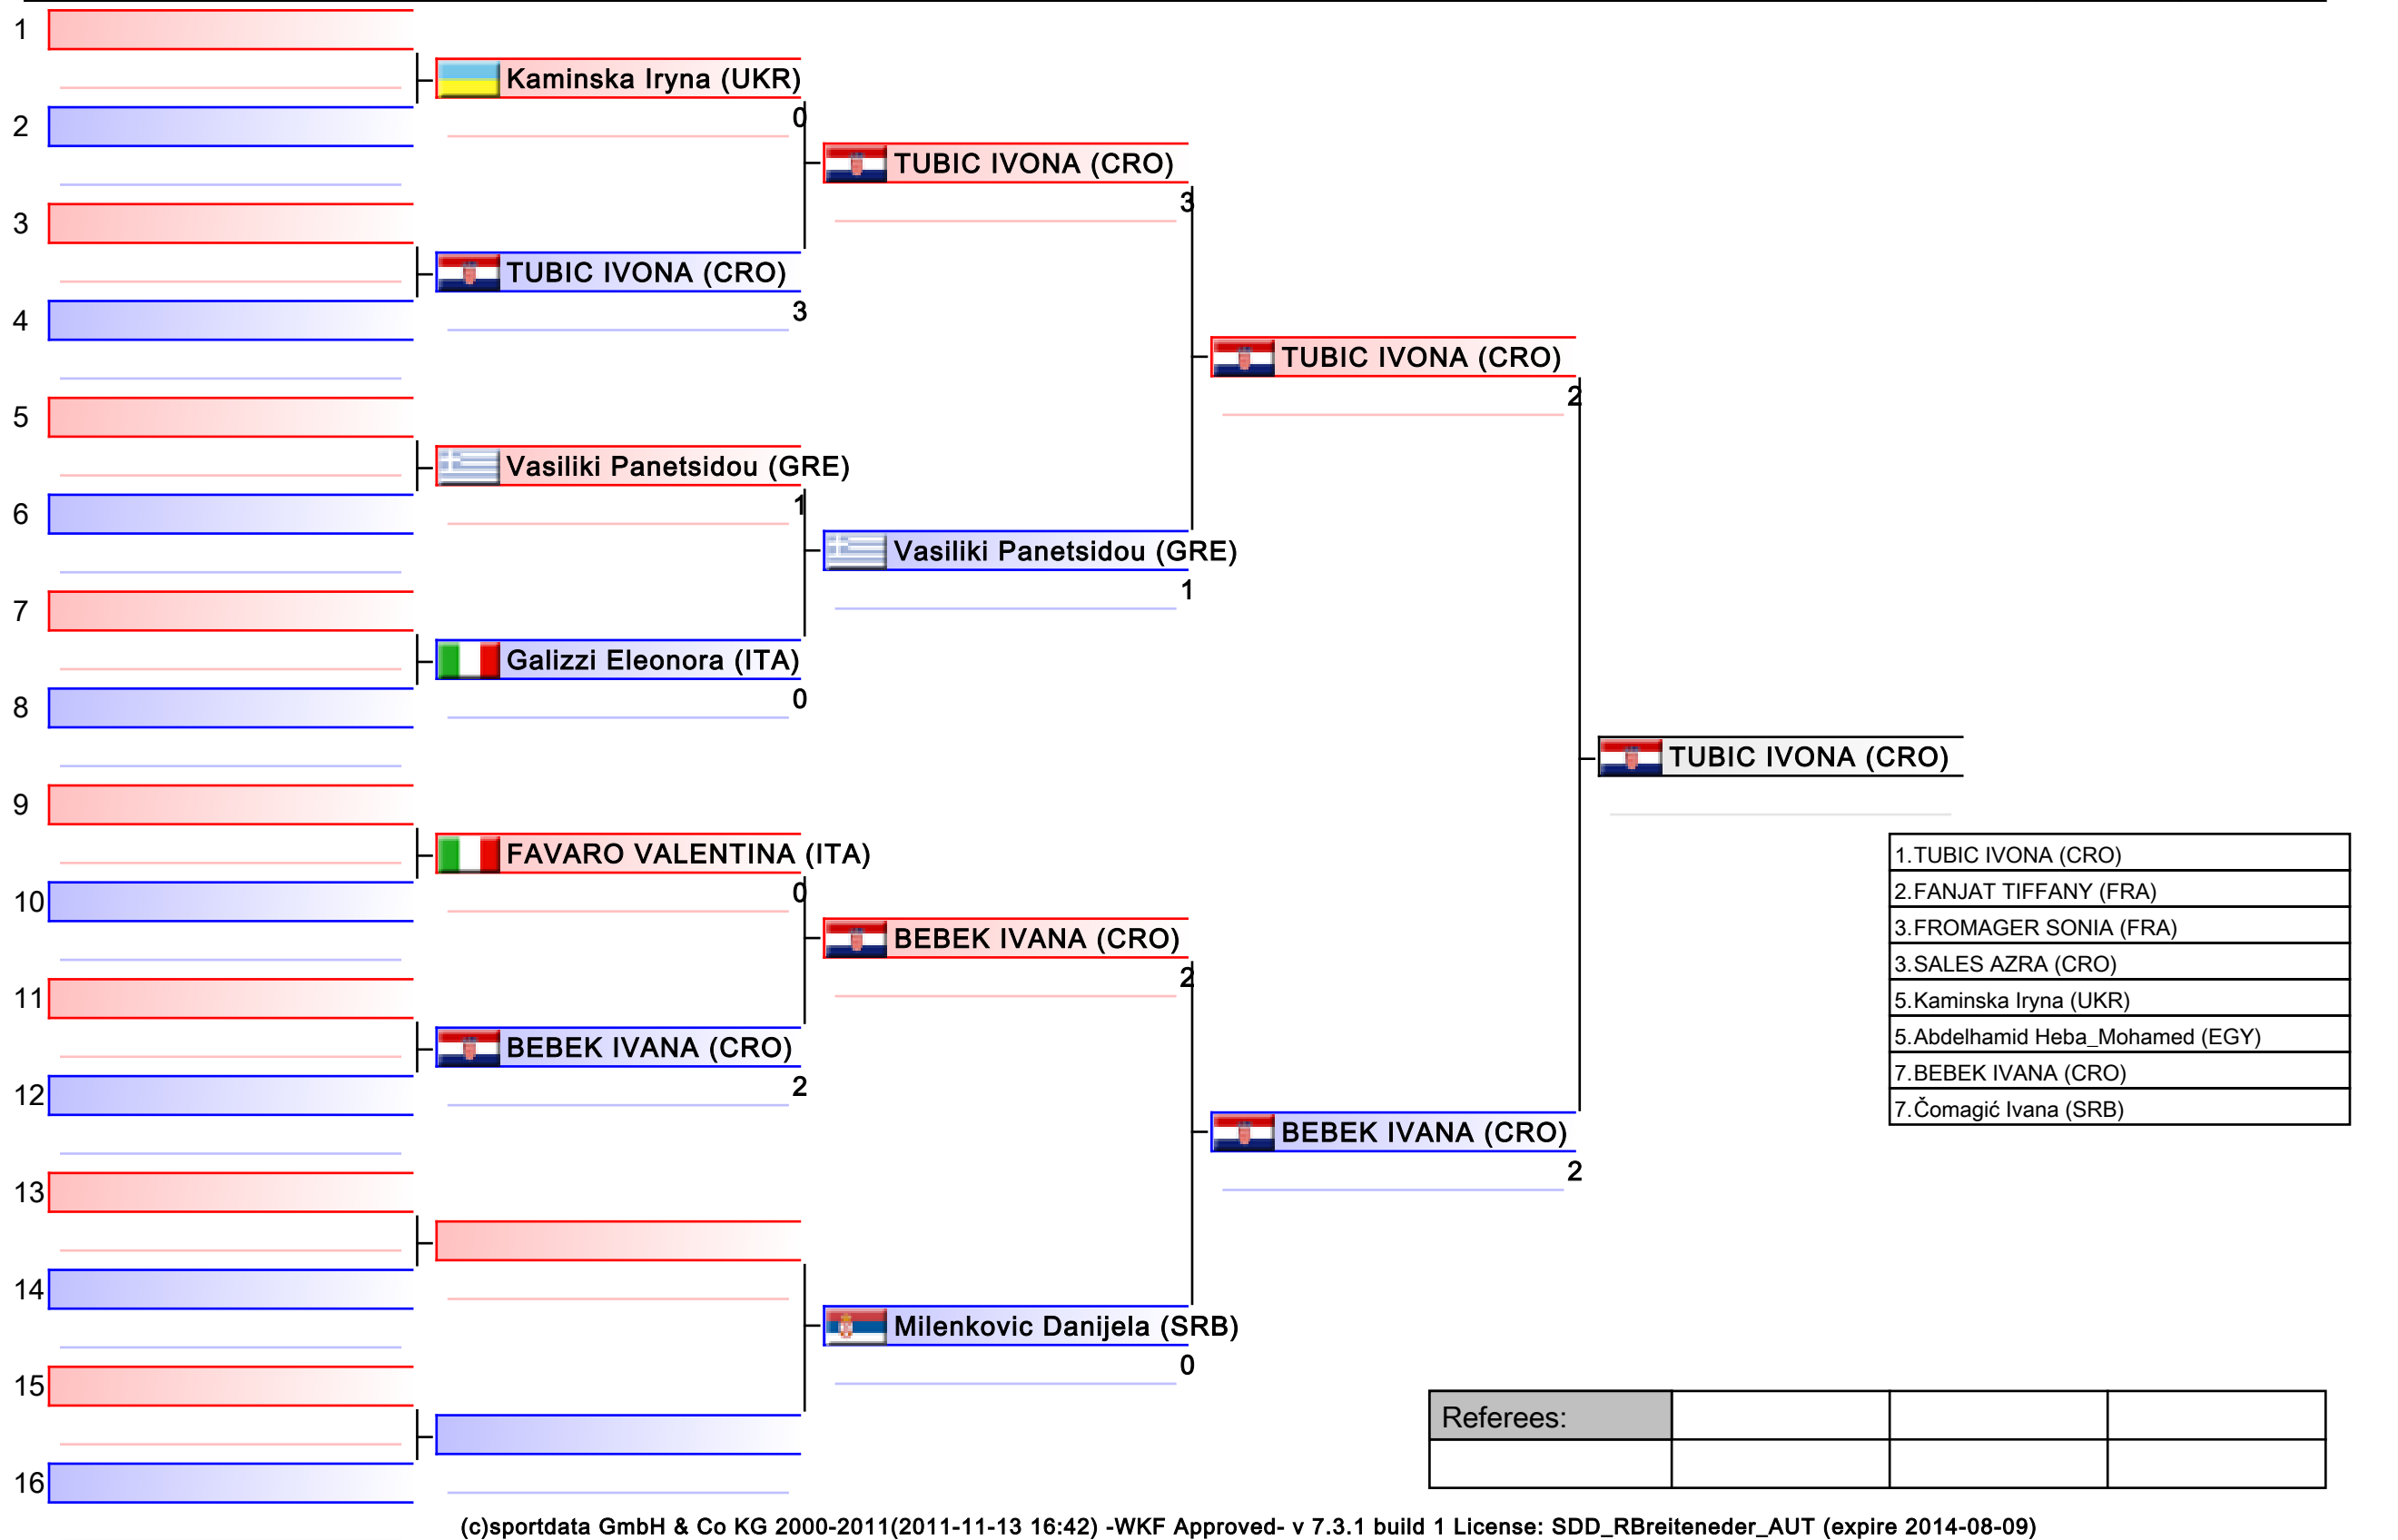 1
Kaminska Iryna (UKR)
0
2
TUBIC IVONA (CRO)
3
3
TUBIC IVONA (CRO)
3
4
TUBIC IVONA (CRO)
2
5
Vasiliki Panetsidou (GRE)
1
6
Vasiliki Panetsidou (GRE)
1
7
Galizzi Eleonora (ITA)
0
8
TUBIC IVONA (CRO)
9
FAVARO VALENTINA (ITA)
0
10
BEBEK IVANA (CRO)
2
11
BEBEK IVANA (CRO)
2
12
BEBEK IVANA (CRO)
2
13
14
Milenkovic Danijela (SRB)
0
15
16
1.TUBIC IVONA (CRO)
2.FANJAT TIFFANY (FRA)
3.FROMAGER SONIA (FRA)
3.SALES AZRA (CRO)
5.Kaminska Iryna (UKR)
5.Abdelhamid Heba_Mohamed (EGY)
7.BEBEK IVANA (CRO)
7.Čomagić Ivana (SRB)
Referees:
(c)sportdata GmbH & Co KG 2000-2011(2011-11-13 16:42) -WKF Approved- v 7.3.1 build 1 License: SDD_RBreiteneder_AUT (expire 2014-08-09)